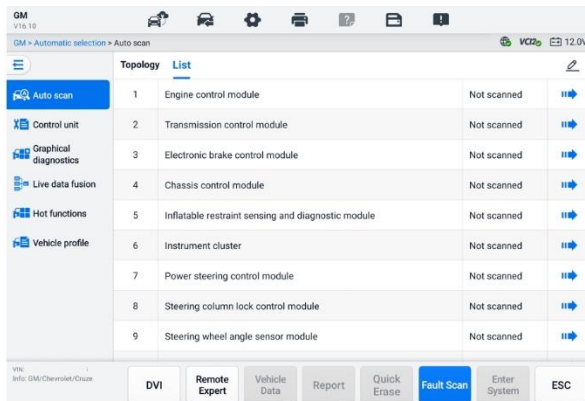 GM
V16.10
GM > Automatic selection > Auto scan
VCI2
12.0V
Topology List
Auto scan
Control unit
Graphical
diagnostics
Live data fusion
Hot functions
Vehicle profile
1 Engine control module Not scanned
2 Transmission control module Not scanned
3 Electronic brake control module Not scanned
4 Chassis control module Not scanned
5 Inflatable restraint sensing and diagnostic module Not scanned
6 Instrument cluster Not scanned
7 Power steering control module Not scanned
8 Steering column lock control module Not scanned
9 Steering wheel angle sensor module Not scanned
VIN:
Info: GM/Chevrolet/Cruze
DVI
Remote
Expert
Vehicle
Data
Report
Quick
Erase
Fault Scan
Enter
System
ESC